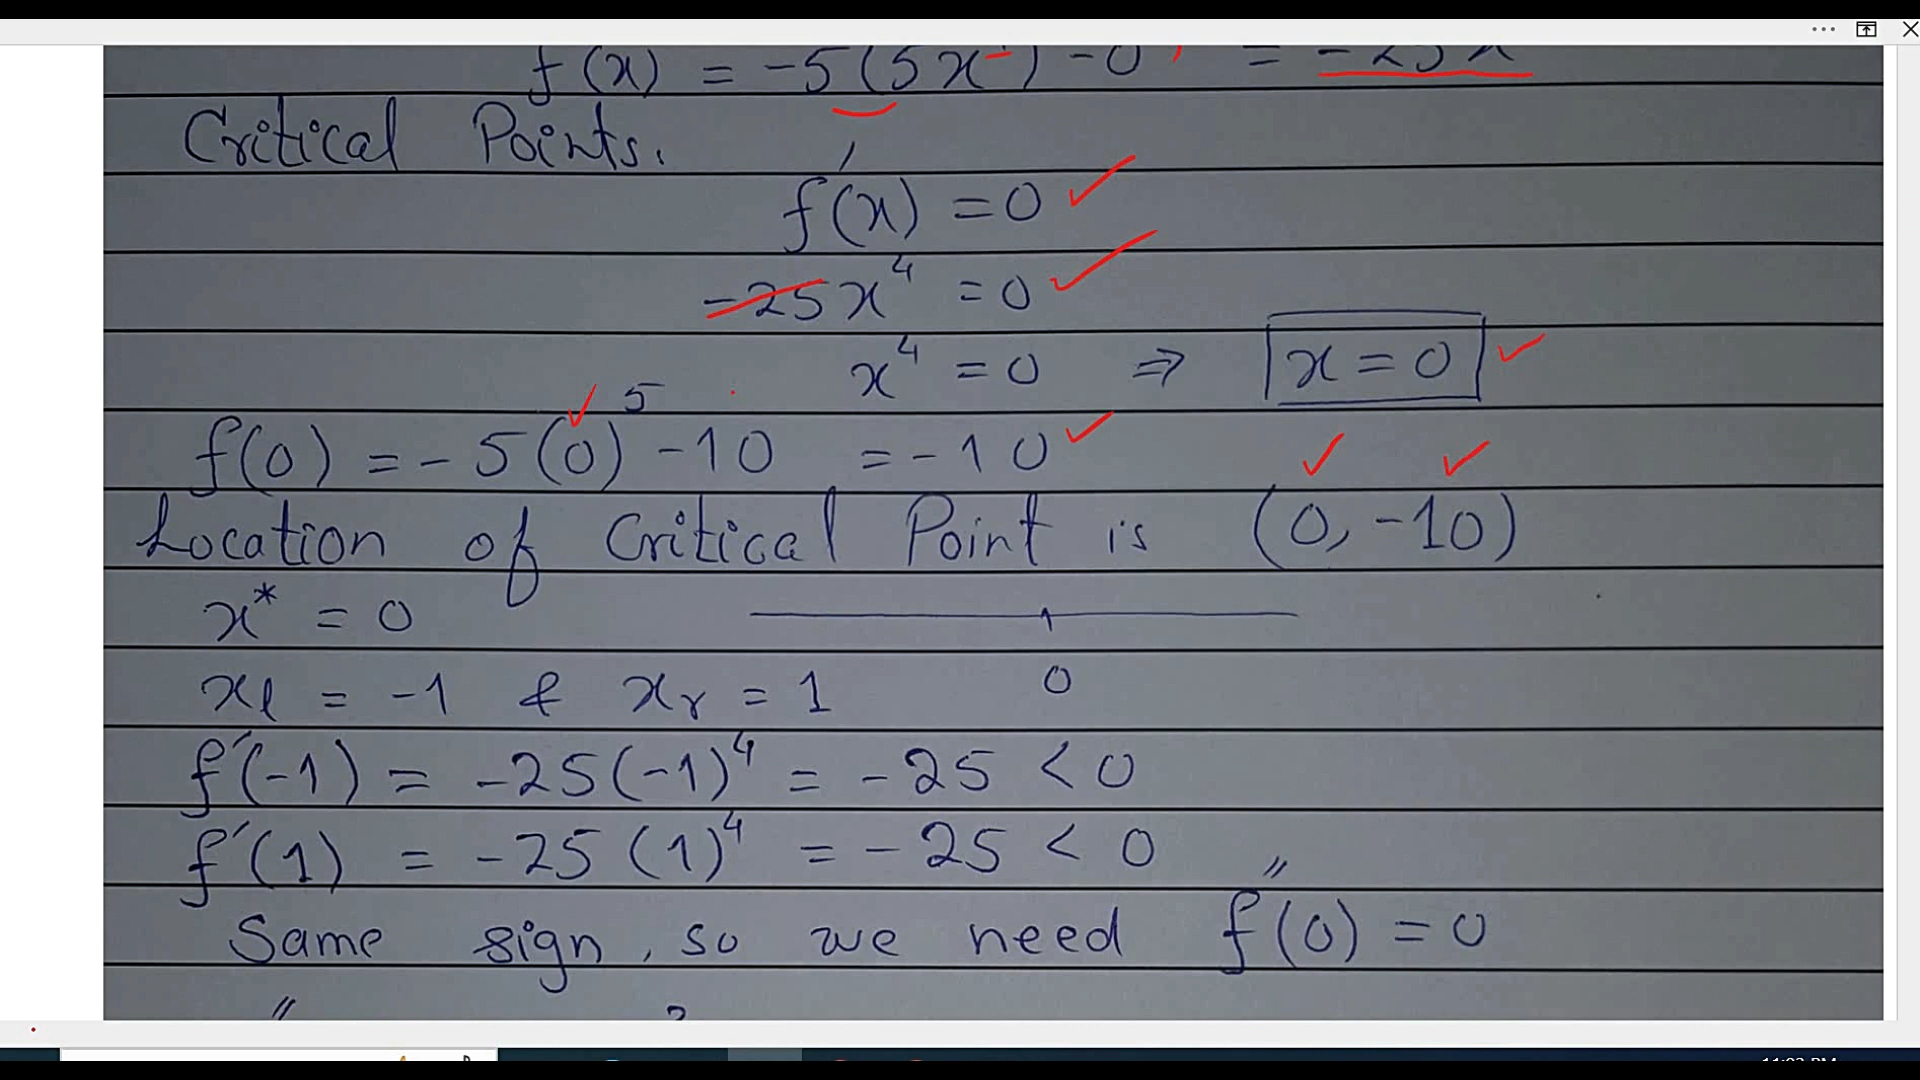 f(x) = -5(5x ) - 0 = -25x
Critical Points.
f'(x) = 0
-25x⁴ = 0
x⁴ = 0 ⇒ x = 0
f(0) = -5(0)⁵ -10 = -10
Location of Critical Point is (0, -10)
x* = 0
0
xl = -1 & xr = 1
f'(-1) = -25(-1)⁴ = -25 < 0
f'(1) = -25(1)⁴ = -25 < 0
Same sign, so we need f''(0) = 0